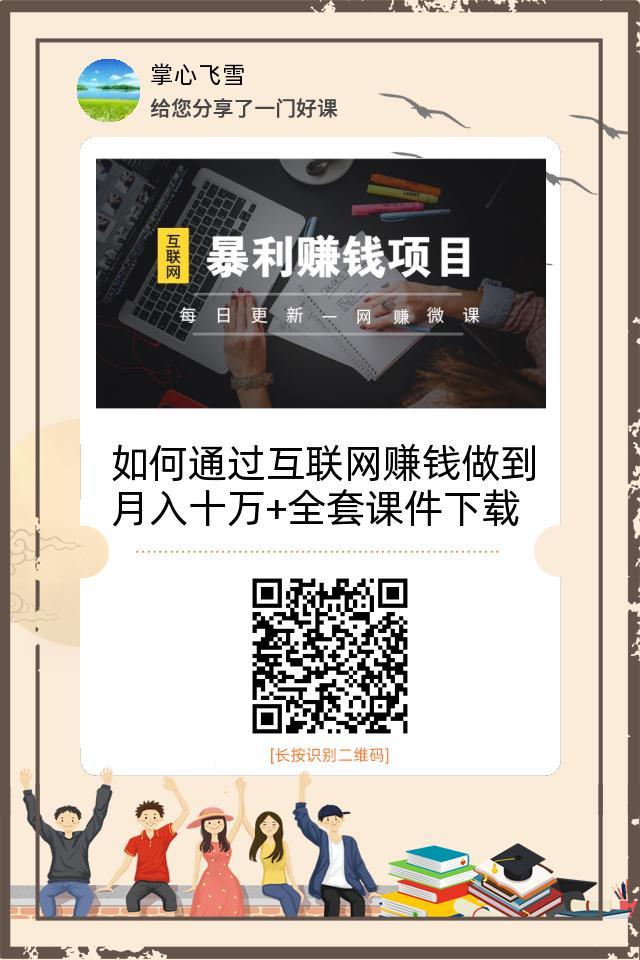 掌心飞雪
给您分享了一门好课
互联网
暴利赚钱项目
每日更新一网赚微课
如何通过互联网赚钱做到
月入十万+全套课件下载
[长按识别二维码]